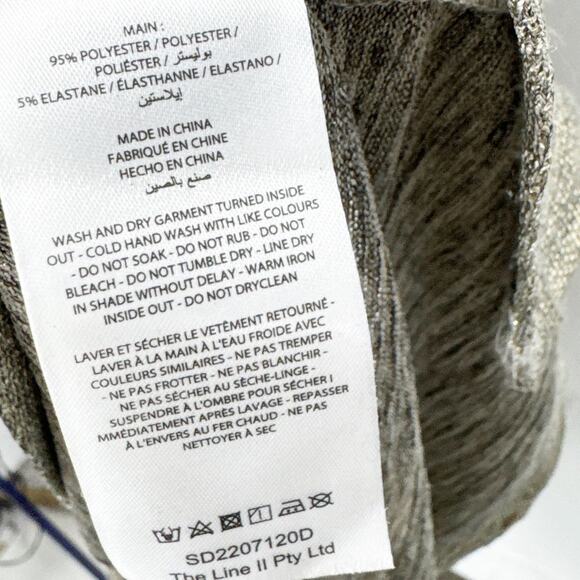 MAIN :
95% POLYESTER / POLYESTER /
POLIÉSTER / بوليستر
5% ELASTANE / ÉLASTHANNE / ELASTANO /
إيلاستين
MADE IN CHINA
FABRIQUÉ EN CHINE
HECHO EN CHINA
صنع بالصين
WASH AND DRY GARMENT TURNED INSIDE
OUT - COLD HAND WASH WITH LIKE COLOURS
- DO NOT SOAK - DO NOT RUB - DO NOT
BLEACH - DO NOT TUMBLE DRY - LINE DRY
IN SHADE WITHOUT DELAY - WARM IRON
INSIDE OUT - DO NOT DRYCLEAN
LAVER ET SÉCHER LE VÊTEMENT RETOURNÉ -
LAVER À LA MAIN À L'EAU FROIDE AVEC
COULEURS SIMILAIRES - NE PAS TREMPER
- NE PAS FROTTER - NE PAS BLANCHIR -
NE PAS SÉCHER AU SÈCHE-LINGE -
SUSPENDRE À L'OMBRE POUR SÉCHER I
MMÉDIATEMENT APRÈS LAVAGE - REPASSER
À L'ENVERS AU FER CHAUD - NE PAS
NETTOYER À SEC
SD2207120D
The Line II Pty Ltd